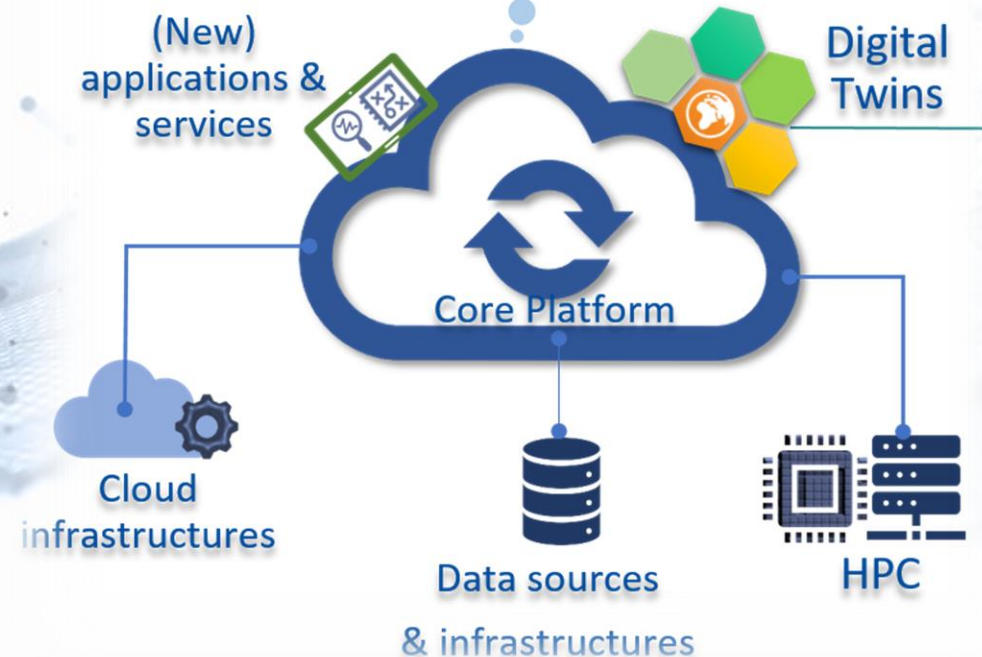 (New)
applications &
services
Digital
Twins
Core Platform
Cloud
infrastructures
Data sources
& infrastructures
HPC